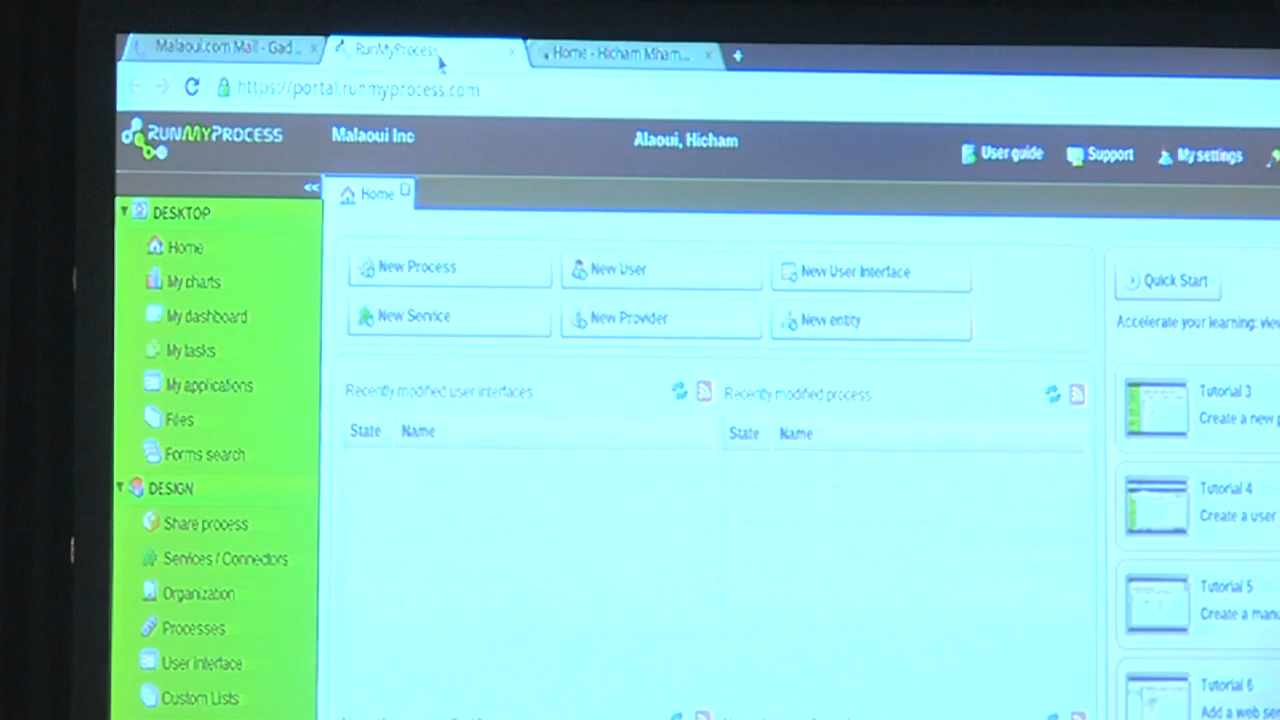 Malaoui.com Mail - Gad...
RunMyProcess
Home - Hicham Mham...
https://portal.runmyprocess.com
RUNMYPROCESS
Malaoui Inc
Alaoui, Hicham
User guide
Support
My settings
<<
Home
DESKTOP
Home
My charts
My dashboard
My tasks
My applications
Files
Forms search
DESIGN
Share process
Services / Connectors
Organization
Processes
User Interface
Custom Lists
New Process
New User
New User Interface
New Service
New Provider
New entity
Recently modified user interfaces
State Name
Recently modified process
State Name
Quick Start
Accelerate your learning:
Tutorial 3
Create a new
Tutorial 4
Create a user
Tutorial 5
Create a
Tutorial 6
Add a web